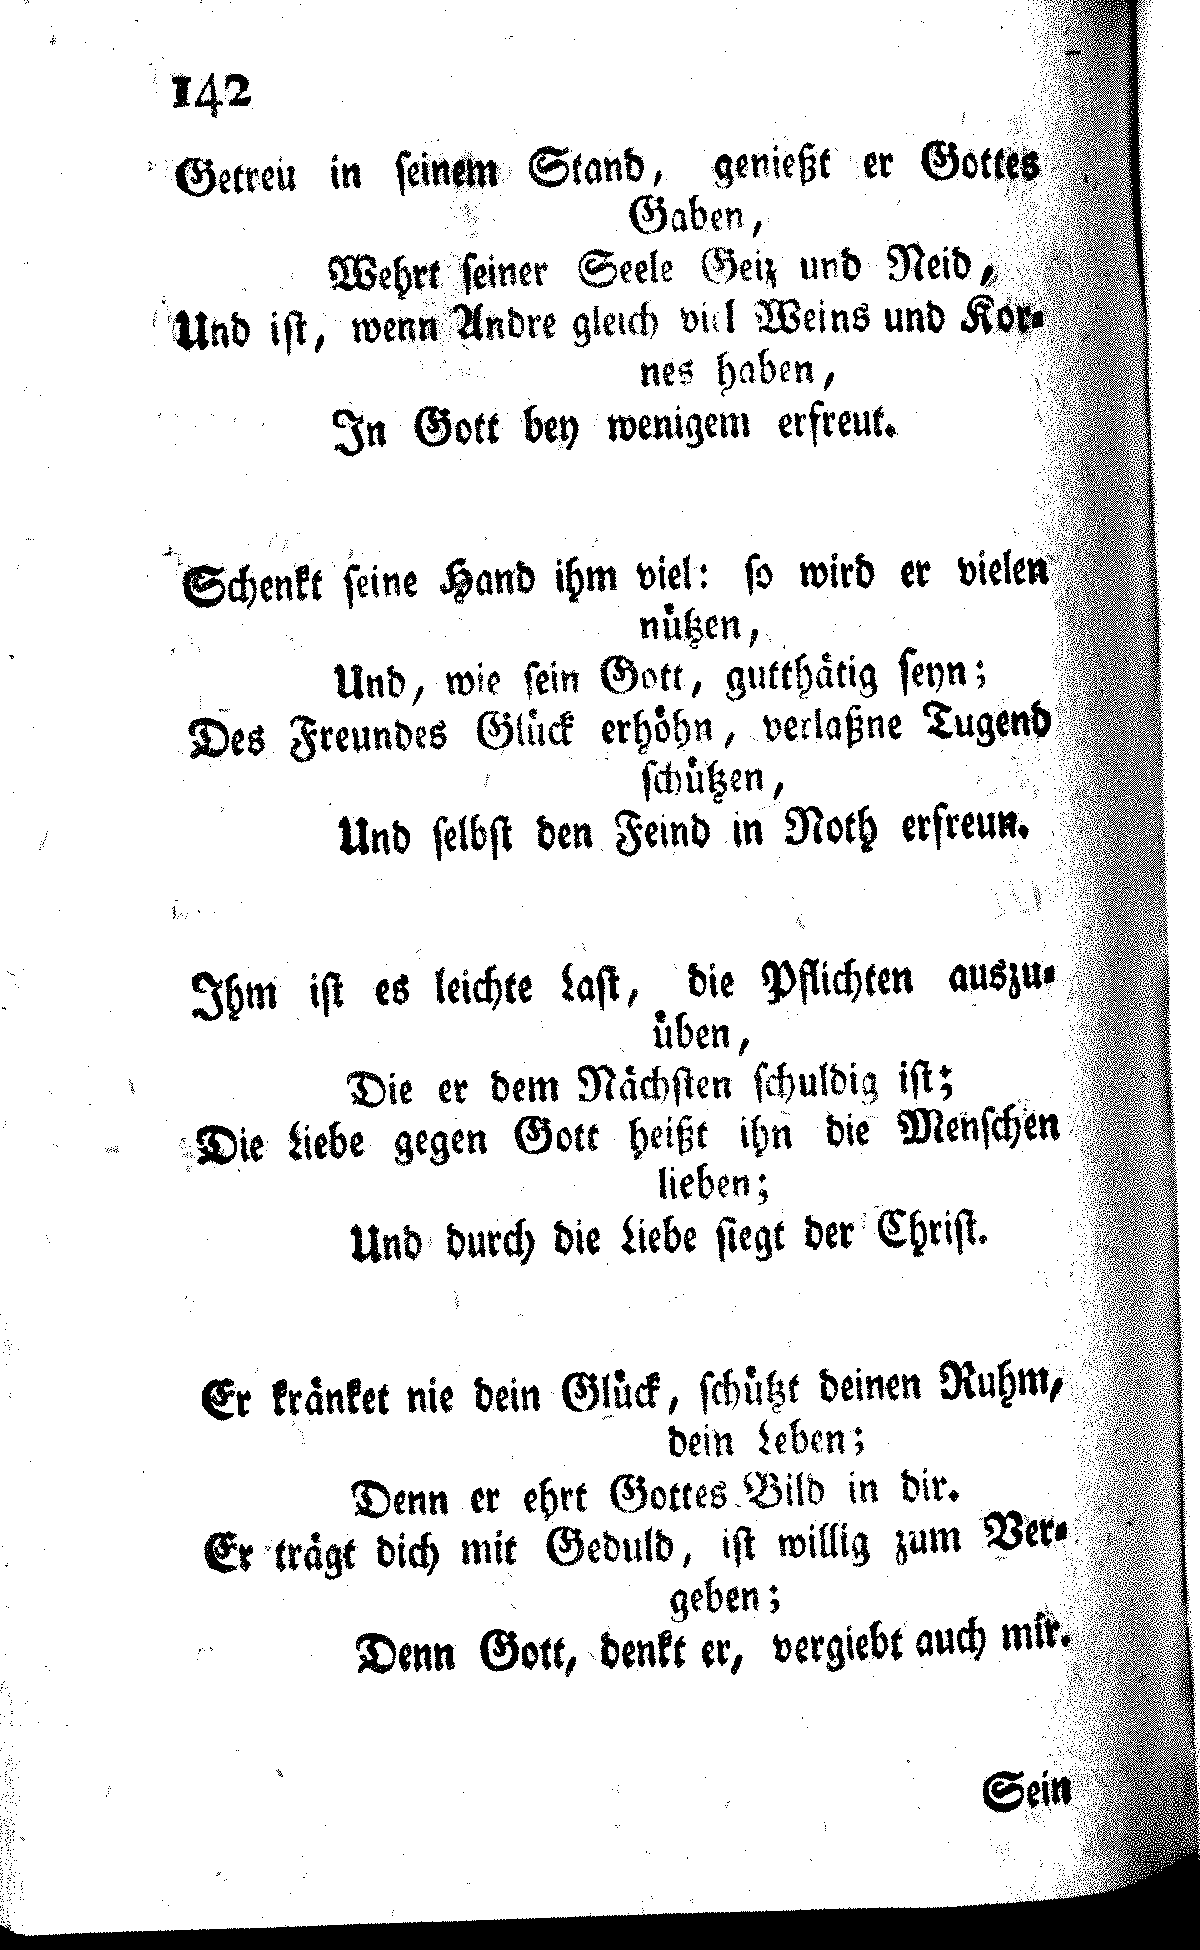 142
Getreu in seinem Stand, genießt er Gottes
Gaben,
Wehrt seiner Seele Geiz und Neid,
Und ist, wenn Andre gleich viel Weins und Kor-
nes haben,
In Gott bey wenigem erfreut.
Schenkt seine Hand ihm viel: so wird er vielen
nützen,
Und, wie sein Gott, gutthätig seyn;
Des Freundes Glück erhöhn, verlaßne Tugend
schützen,
Und selbst den Feind in Noth erfreun.
Ihm ist es leichte Last, die Pflichten auszu-
üben,
Die er dem Nächsten schuldig ist;
Die Liebe gegen Gott heißt ihn die Menschen
lieben;
Und durch die Liebe siegt der Christ.
Er kränket nie dein Glück, schützt deinen Ruhm,
dein Leben;
Denn er ehrt Gottes Bild in dir.
Er trägt dich mit Geduld, ist willig zum Ver-
geben;
Denn Gott, denkt er, vergiebt auch mir.
Sein